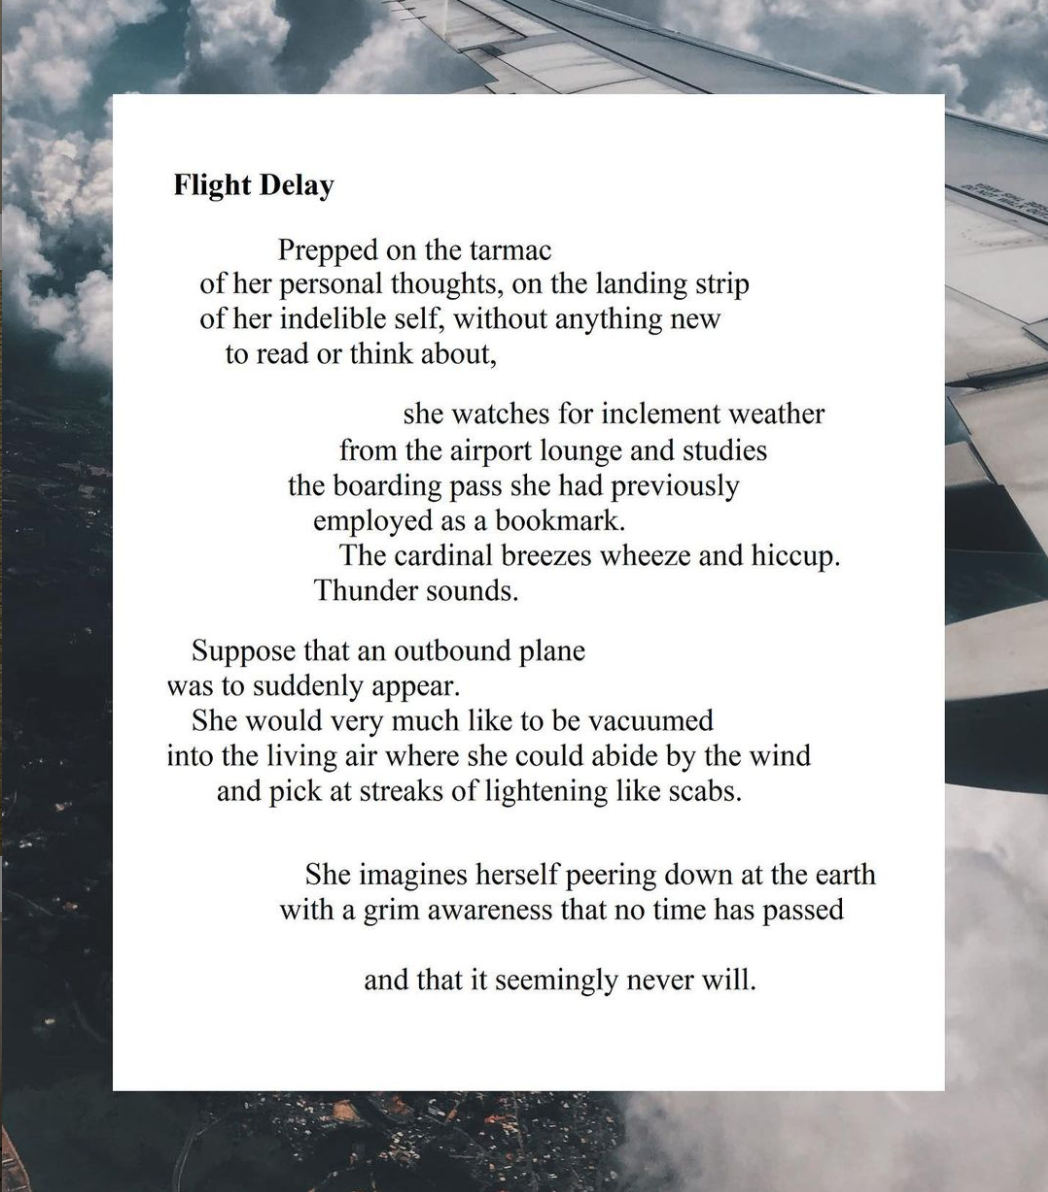 Flight Delay
Prepped on the tarmac
of her personal thoughts, on the landing strip
of her indelible self, without anything new
to read or think about,
she watches for inclement weather
from the airport lounge and studies
the boarding pass she had previously
employed as a bookmark.
The cardinal breezes wheeze and hiccup.
Thunder sounds.
Suppose that an outbound plane
was to suddenly appear.
She would very much like to be vacuumed
into the living air where she could abide by the wind
and pick at streaks of lightening like scabs.
She imagines herself peering down at the earth
with a grim awareness that no time has passed
and that it seemingly never will.